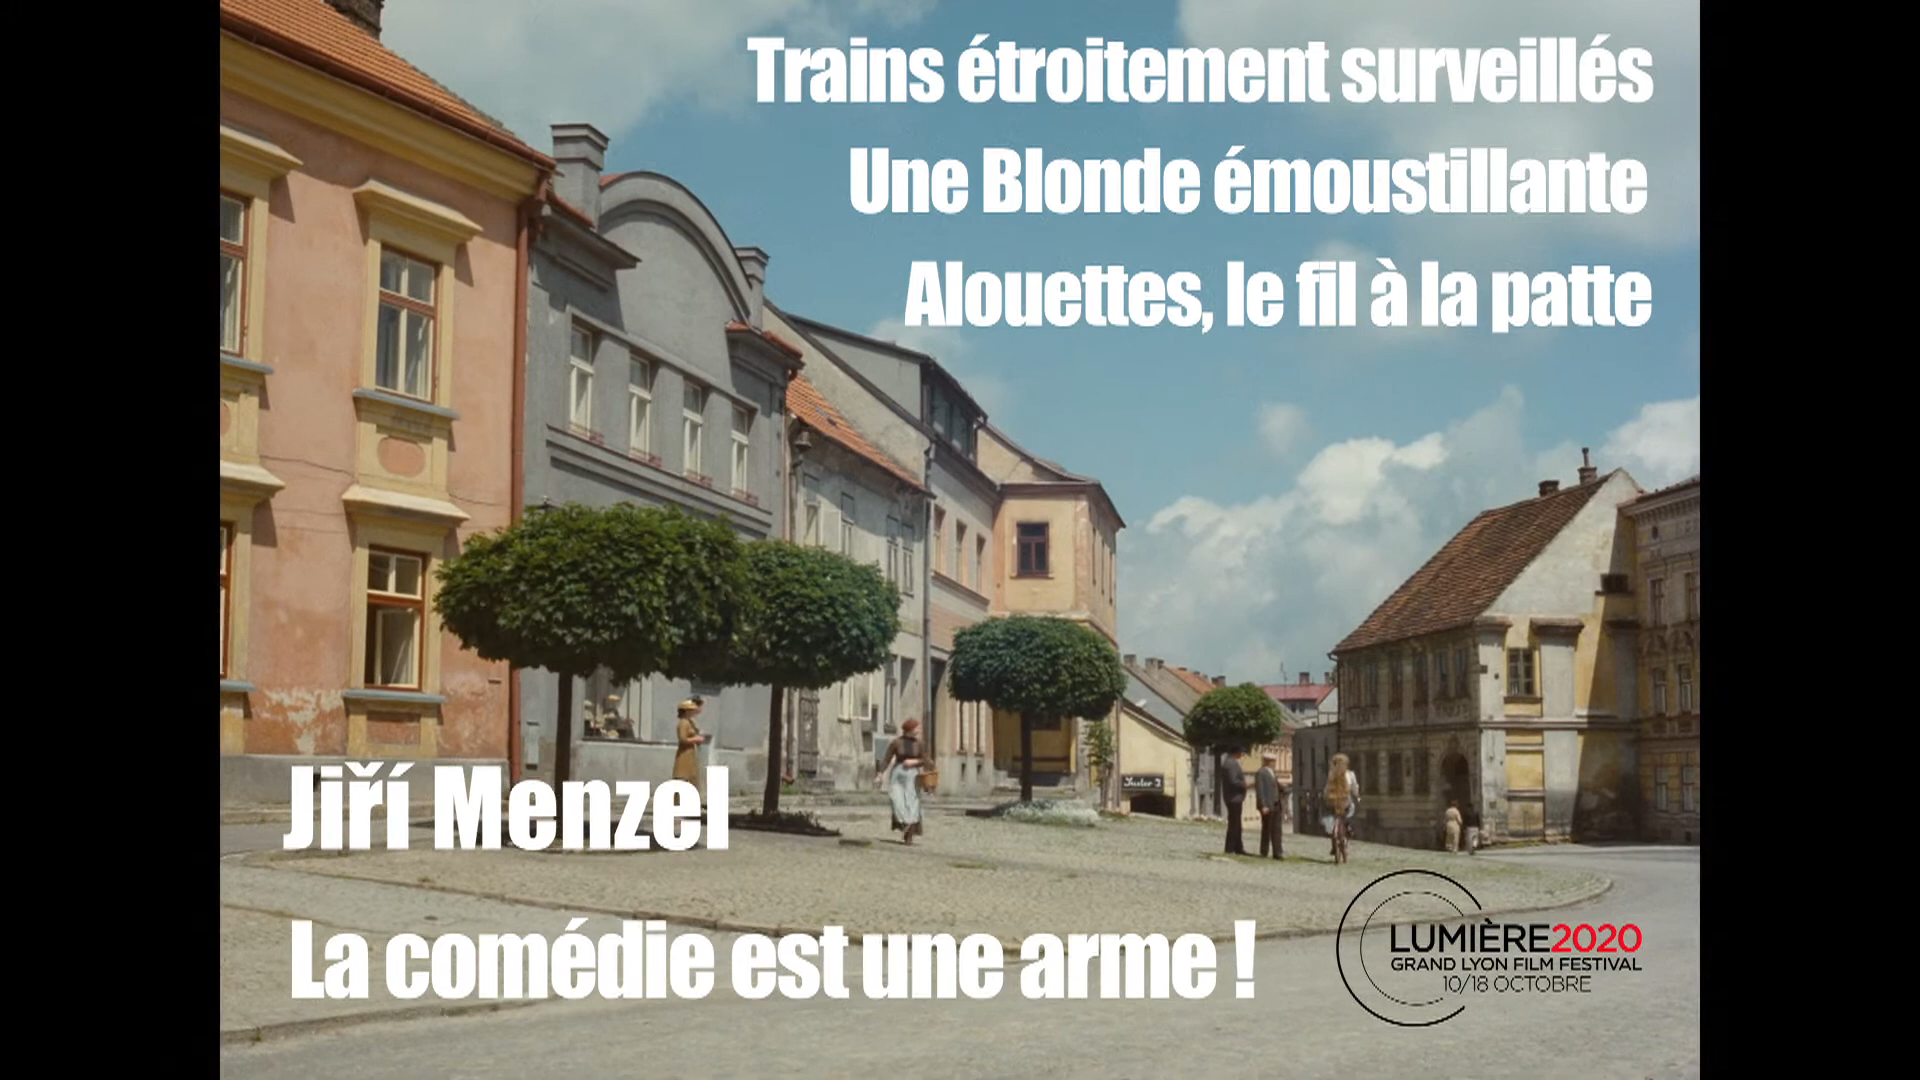 Trains étroitement surveillés
Une Blonde émoustillante
Alouettes, le fil à la patte
Jiří Menzel
La comédie est une arme !
LUMIÈRE2020
GRAND LYON FILM FESTIVAL
10/18 OCTOBRE